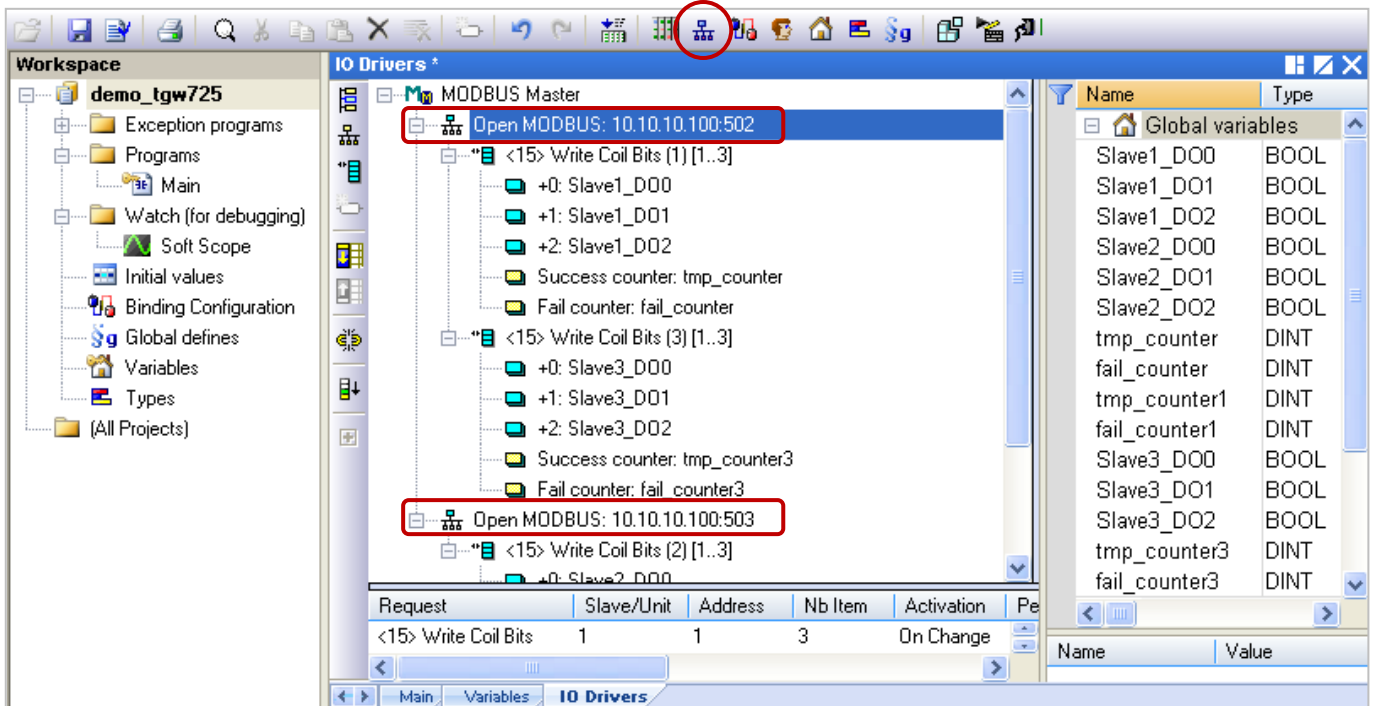 Workspace
demo_tgw725
Exception programs
Programs
Main
Watch (for debugging)
Soft Scope
Initial values
Binding Configuration
Global defines
Variables
Types
(All Projects)
IO Drivers *
MODBUS Master
Open MODBUS: 10.10.10.100:502
<15> Write Coil Bits (1) [1..3]
+0: Slave1_DO0
+1: Slave1_DO1
+2: Slave1_DO2
Success counter: tmp_counter
Fail counter: fail_counter
<15> Write Coil Bits (3) [1..3]
+0: Slave3_DO0
+1: Slave3_DO1
+2: Slave3_DO2
Success counter: tmp_counter3
Fail counter: fail_counter3
Open MODBUS: 10.10.10.100:503
<15> Write Coil Bits (2) [1..3]
+0: Slave2_DO0
Request Slave/Unit Address Nb Item Activation Pe
<15> Write Coil Bits 1 1 3 On Change
Main Variables IO Drivers
Name Type
Global variables
Slave1_DO0 BOOL
Slave1_DO1 BOOL
Slave1_DO2 BOOL
Slave2_DO0 BOOL
Slave2_DO1 BOOL
Slave2_DO2 BOOL
tmp_counter DINT
fail_counter DINT
tmp_counter1 DINT
fail_counter1 DINT
Slave3_DO0 BOOL
Slave3_DO1 BOOL
Slave3_DO2 BOOL
tmp_counter3 DINT
fail_counter3 DINT
Name Value